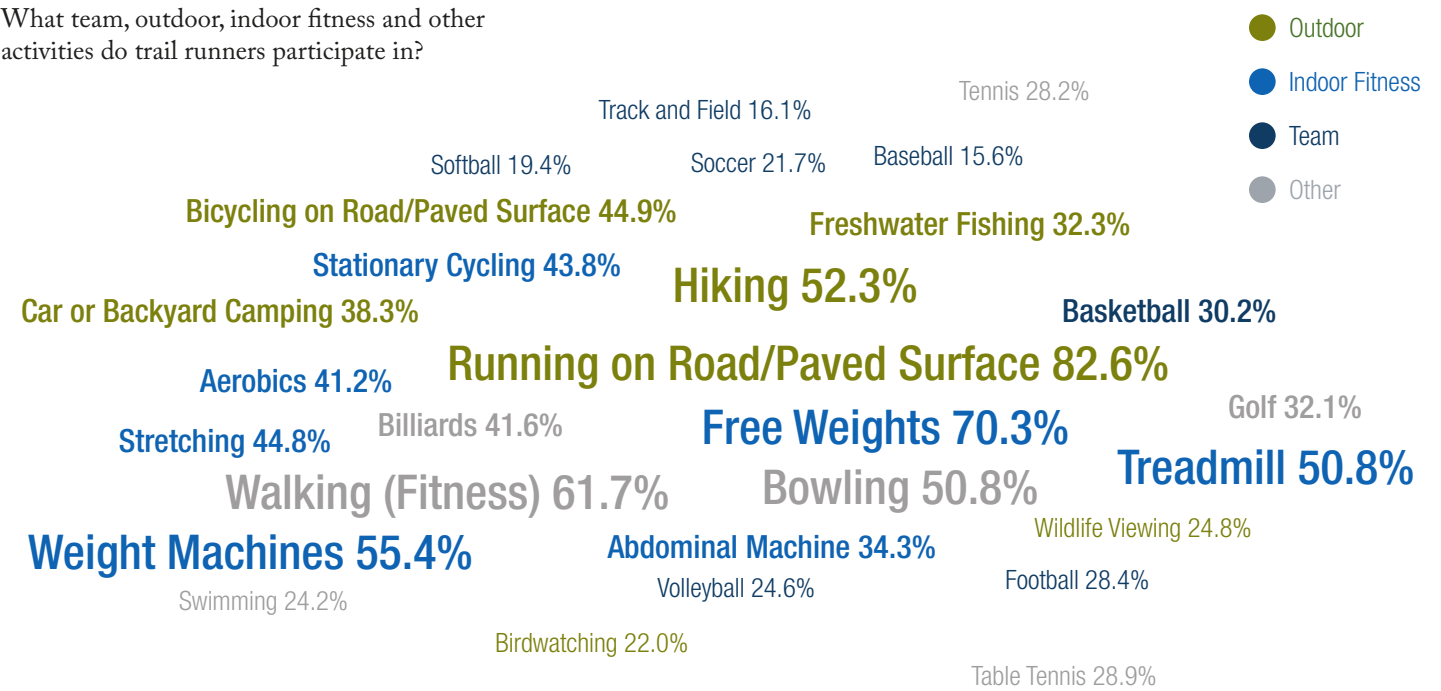 What team, outdoor, indoor fitness and other
activities do trail runners participate in?
Outdoor
Indoor Fitness
Team
Other
Tennis 28.2%
Track and Field 16.1%
Softball 19.4%
Soccer 21.7%
Baseball 15.6%
Bicycling on Road/Paved Surface 44.9%
Freshwater Fishing 32.3%
Stationary Cycling 43.8%
Hiking 52.3%
Car or Backyard Camping 38.3%
Basketball 30.2%
Running on Road/Paved Surface 82.6%
Aerobics 41.2%
Golf 32.1%
Billiards 41.6%
Free Weights 70.3%
Stretching 44.8%
Treadmill 50.8%
Walking (Fitness) 61.7%
Bowling 50.8%
Wildlife Viewing 24.8%
Weight Machines 55.4%
Abdominal Machine 34.3%
Football 28.4%
Volleyball 24.6%
Swimming 24.2%
Birdwatching 22.0%
Table Tennis 28.9%